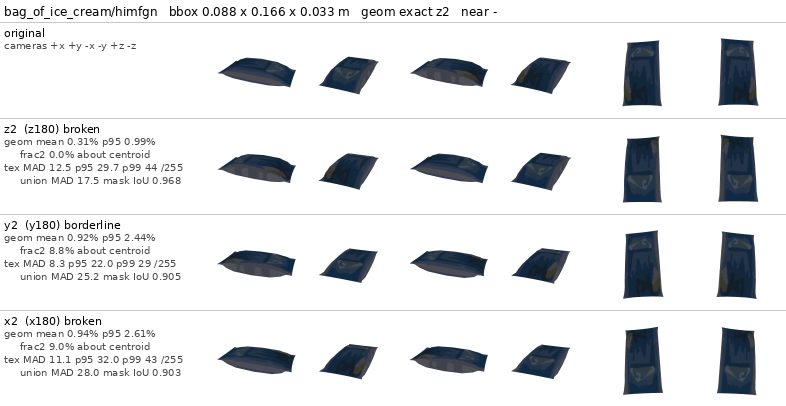 bag_of_ice_cream/himfgn bbox 0.088 x 0.166 x 0.033 m geom exact z2 near -
original
cameras +x +y -x -y +z -z
z2 (z180) broken
geom mean 0.31% p95 0.99%
frac2 0.0% about centroid
tex MAD 12.5 p95 29.7 p99 44 /255
union MAD 17.5 mask IoU 0.968
y2 (y180) borderline
geom mean 0.92% p95 2.44%
frac2 8.8% about centroid
tex MAD 8.3 p95 22.0 p99 29 /255
union MAD 25.2 mask IoU 0.905
x2 (x180) broken
geom mean 0.94% p95 2.61%
frac2 9.0% about centroid
tex MAD 11.1 p95 32.0 p99 43 /255
union MAD 28.0 mask IoU 0.903